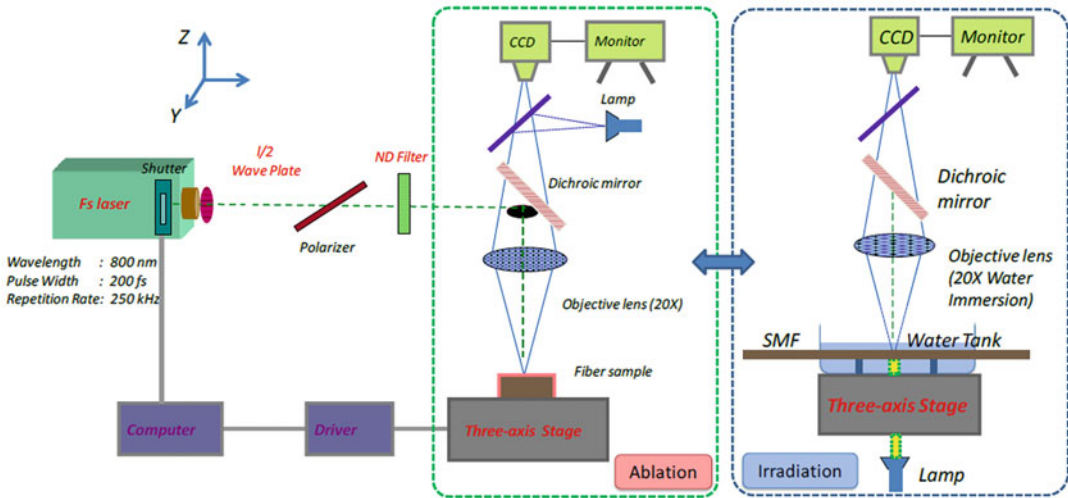 Z
Y
Shutter
Fs laser
l/2
Wave Plate
ND Filter
Polarizer
Wavelength : 800 nm
Pulse Width : 200 fs
Repetition Rate: 250 kHz
Computer
Driver
CCD
Monitor
Lamp
Dichroic mirror
Objective lens (20X)
Fiber sample
Three-axis Stage
Ablation
CCD
Monitor
Dichroic
mirror
Objective lens
(20X Water
Immersion)
SMF
Water Tank
Three-axis Stage
Irradiation
Lamp